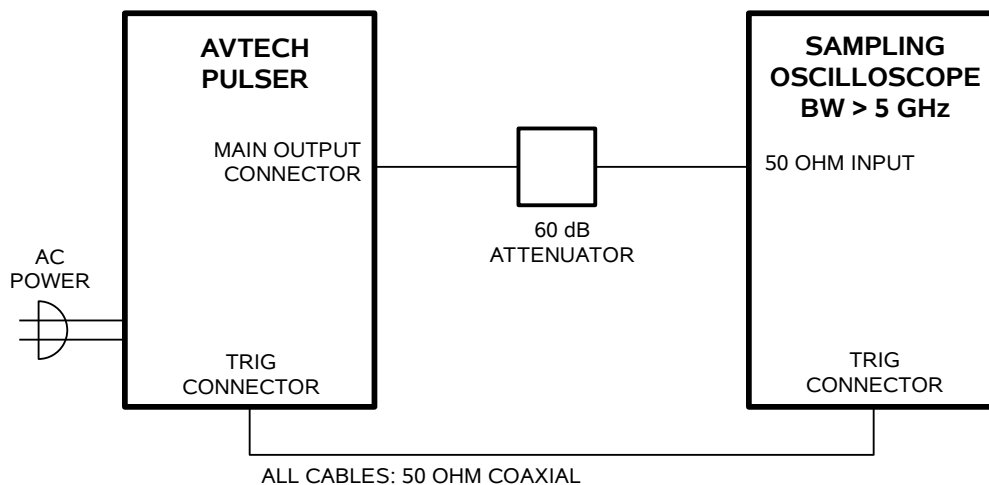 AVTECH
PULSER
MAIN OUTPUT
CONNECTOR
AC
POWER
TRIG
CONNECTOR
60 dB
ATTENUATOR
SAMPLING
OSCILLOSCOPE
BW > 5 GHz
50 OHM INPUT
TRIG
CONNECTOR
ALL CABLES: 50 OHM COAXIAL